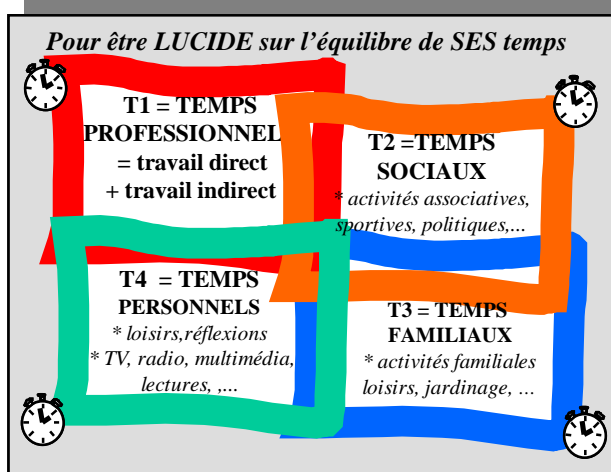 Pour être LUCIDE sur l'équilibre de SES temps
T1 = TEMPS
PROFESSIONNEL
= travail direct
+ travail indirect
T2 =TEMPS
SOCIAUX
* activités associatives,
sportives, politiques,...
T4 = TEMPS
PERSONNELS
* loisirs,réflexions
* TV, radio, multimédia,
lectures, ,...
T3 = TEMPS
FAMILIAUX
* activités familiales
loisirs, jardinage, ...